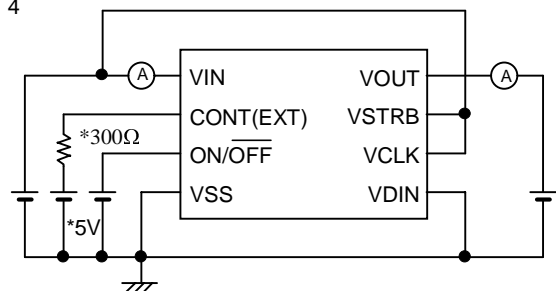 4
A
VIN
VOUT
A
CONT(EXT)
VSTRB
*300Ω
ON/OFF
VCLK
VSS
VDIN
*5V